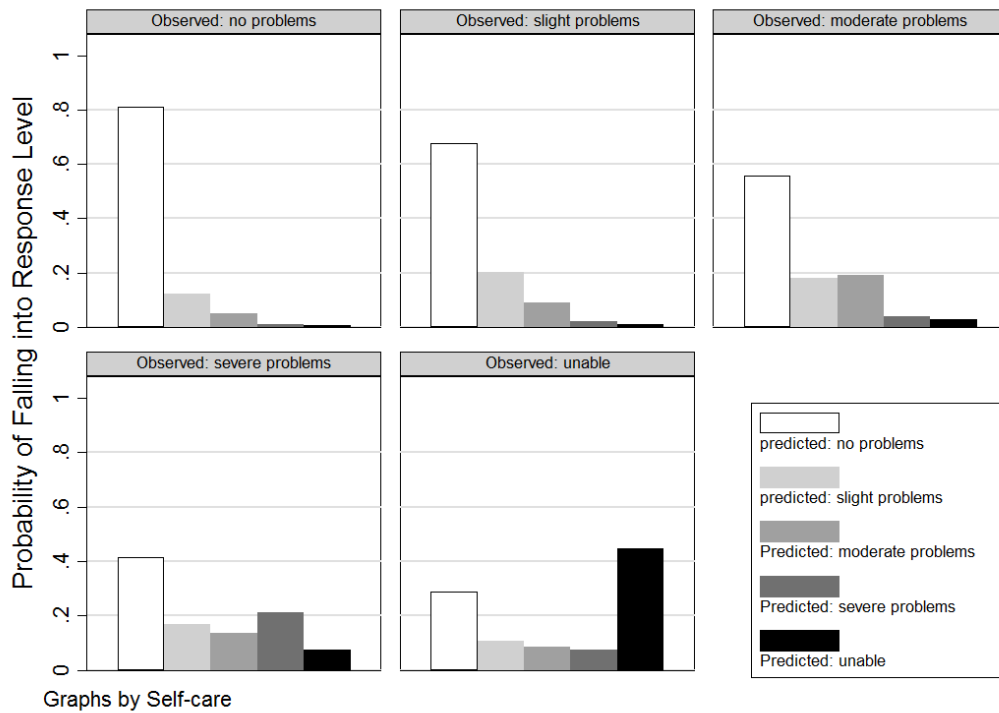 Probability of Falling into Response Level
Observed: no problems
Observed: slight problems
Observed: moderate problems
1
.8
.6
.4
.2
0
Observed: severe problems
Observed: unable
1
.8
.6
.4
.2
0
predicted: no problems
predicted: slight problems
Predicted: moderate problems
Predicted: severe problems
Predicted: unable
Graphs by Self-care